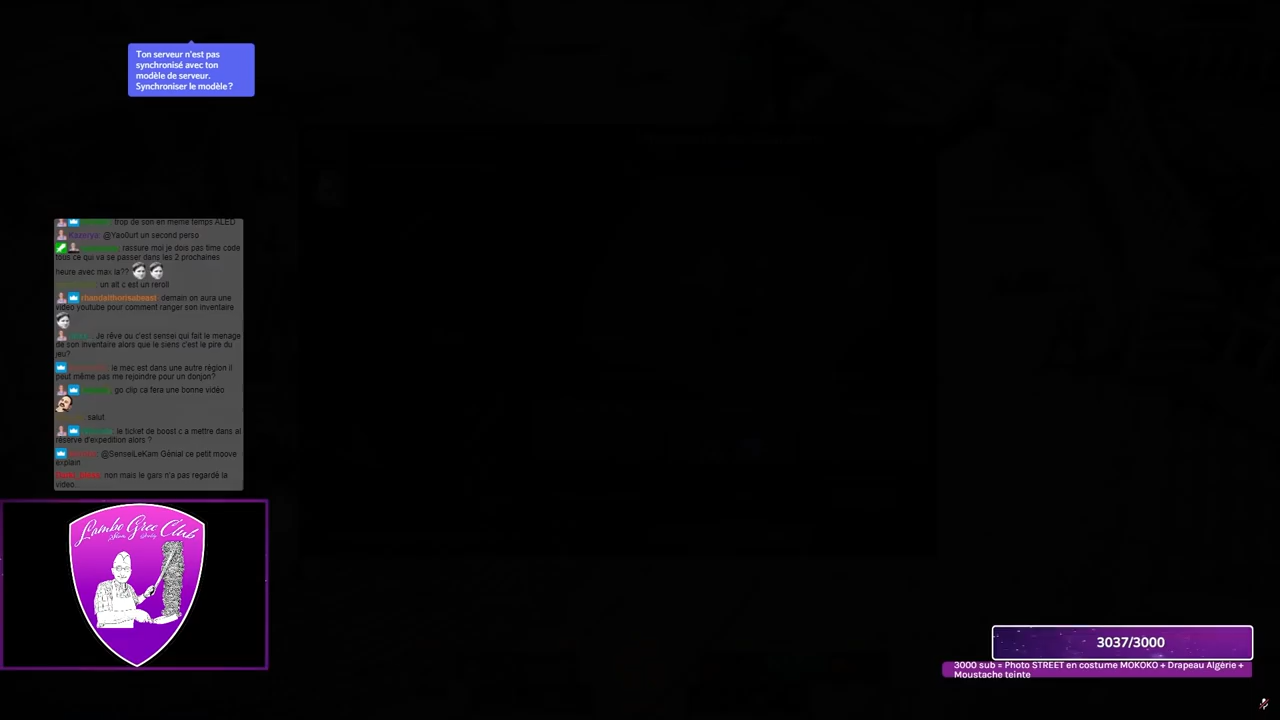 Ton serveur n'est pas
synchronisé avec ton
modèle de serveur.
Synchroniser le modèle ?
trop de son en meme temps ALED
Kazerya: @Yao0urt un second perso
rassure moi je dois pas time code
tous ce qui va se passer dans les 2 prochaines
heure avec max la??
: un alt c est un reroll
rhandalthorisabeast: demain on aura une
video youtube pour comment ranger son inventaire
: Je rêve ou c'est sensei qui fait le menage
de son inventaire alors que le siens c'est le pire du
jeu?
: le mec est dans une autre règion il
peut même pas me rejoindre pour un donjon?
: go clip ca fera une bonne vidéo
: salut
: le ticket de boost c a mettre dans al
reserve d'expedition alors ?
: @SenseiLeKam Génial ce petit moove
explain
: non mais le gars n'a pas regardè la
video..
Lambo Grec Club
3037/3000
3000 sub = Photo STREET en costume MOKOKO + Drapeau Algérie +
Moustache teinte